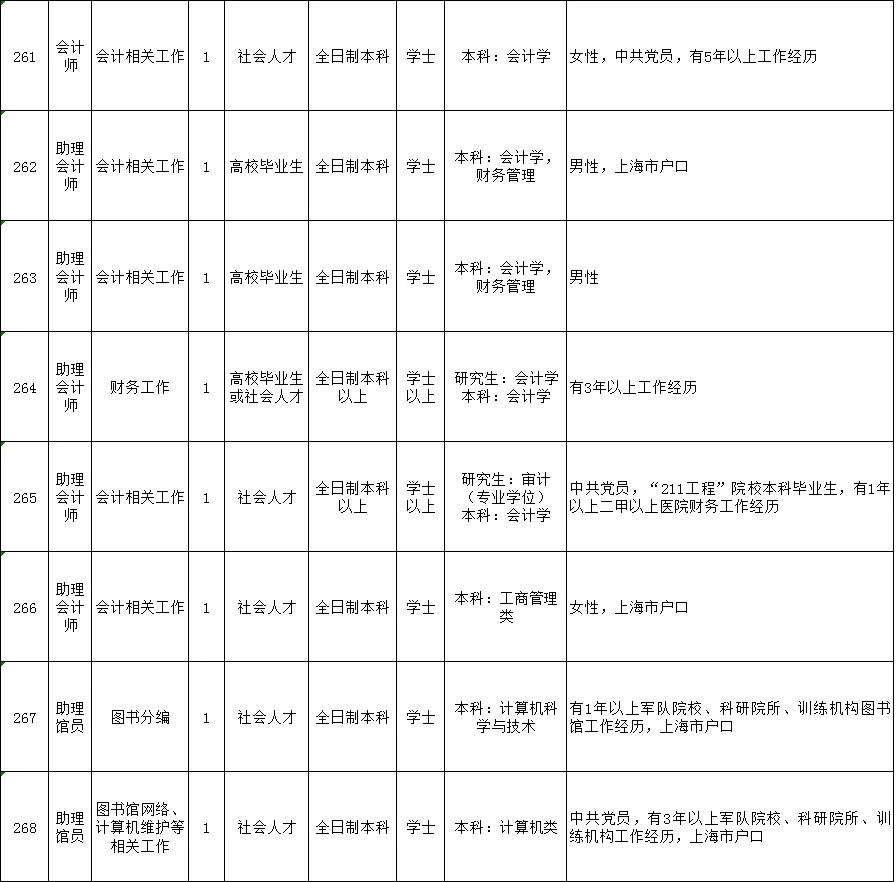 261
会计
师
会计相关工作
1
社会人才
全日制本科
学士
本科：会计学
女性，中共党员，有5年以上工作经历
262
助理
会计
师
会计相关工作
1
高校毕业生
全日制本科
学士
本科：会计学，
财务管理
男性，上海市户口
263
助理
会计
师
会计相关工作
1
高校毕业生
全日制本科
学士
本科：会计学，
财务管理
男性
264
助理
会计
师
财务工作
1
高校毕业生
或社会人才
全日制本科
以上
学士
以上
研究生：会计学
本科：会计学
有3年以上工作经历
265
助理
会计
师
会计相关工作
1
社会人才
全日制本科
以上
学士
以上
研究生：审计
（专业学位）
本科：会计学
中共党员，“211工程”院校本科毕业生，有1年
以上二甲以上医院财务工作经历
266
助理
会计
师
会计相关工作
1
社会人才
全日制本科
学士
本科：工商管理
类
女性，上海市户口
267
助理
馆员
图书分编
1
社会人才
全日制本科
学士
本科：计算机科
学与技术
有1年以上军队院校、科研院所、训练机构图书
馆工作经历，上海市户口
268
助理
馆员
图书馆网络、
计算机维护等
相关工作
1
社会人才
全日制本科
学士
本科：计算机类
中共党员，有3年以上军队院校、科研院所、训
练机构工作经历，上海市户口